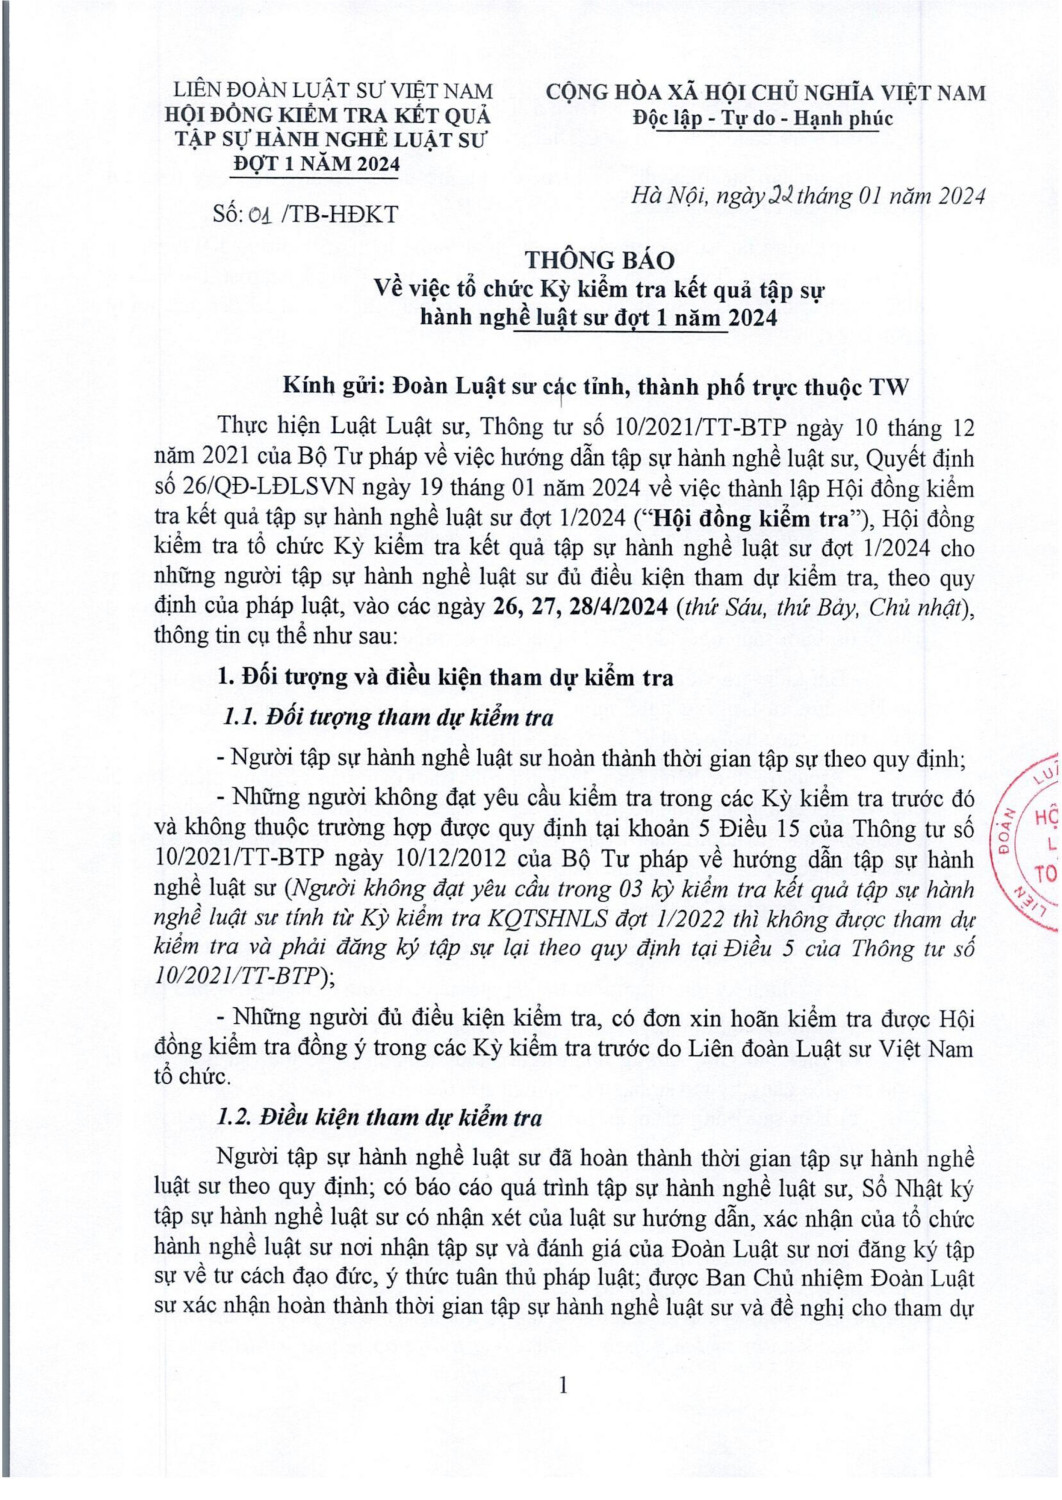 LIÊN ĐOÀN LUẬT SƯ VIỆT NAM
HỘI ĐỒNG KIỂM TRA KẾT QUẢ
TẬP SỰ HÀNH NGHỀ LUẬT SƯ
ĐỢT 1 NĂM 2024
Số: 01 /TB-HĐKT
CỘNG HÒA XÃ HỘI CHỦ NGHĨA VIỆT NAM
Độc lập - Tự do - Hạnh phúc
Hà Nội, ngày 22 tháng 01 năm 2024
THÔNG BÁO
Về việc tổ chức Kỳ kiểm tra kết quả tập sự
hành nghề luật sư đợt 1 năm 2024
Kính gửi: Đoàn Luật sư các tỉnh, thành phố trực thuộc TW
Thực hiện Luật Luật sư, Thông tư số 10/2021/TT-BTP ngày 10 tháng 12
năm 2021 của Bộ Tư pháp về việc hướng dẫn tập sự hành nghề luật sư, Quyết định
số 26/QĐ-LĐLSVN ngày 19 tháng 01 năm 2024 về việc thành lập Hội đồng kiểm
tra kết quả tập sự hành nghề luật sư đợt 1/2024 (“Hội đồng kiểm tra”), Hội đồng
kiểm tra tổ chức Kỳ kiểm tra kết quả tập sự hành nghề luật sư đợt 1/2024 cho
những người tập sự hành nghề luật sư đủ điều kiện tham dự kiểm tra, theo quy
định của pháp luật, vào các ngày 26, 27, 28/4/2024 (thứ Sáu, thứ Bảy, Chủ nhật),
thông tin cụ thể như sau:
1. Đối tượng và điều kiện tham dự kiểm tra
1.1. Đối tượng tham dự kiểm tra
- Người tập sự hành nghề luật sư hoàn thành thời gian tập sự theo quy định;
- Những người không đạt yêu cầu kiểm tra trong các Kỳ kiểm tra trước đó
và không thuộc trường hợp được quy định tại khoản 5 Điều 15 của Thông tư số
10/2021/TT-BTP ngày 10/12/2012 của Bộ Tư pháp về hướng dẫn tập sự hành
nghề luật sư (Người không đạt yêu cầu trong 03 kỳ kiểm tra kết quả tập sự hành
nghề luật sư tính từ Kỳ kiểm tra KQTSHNLS đợt 1/2022 thì không được tham dự
kiểm tra và phải đăng ký tập sự lại theo quy định tại Điều 5 của Thông tư số
10/2021/TT-BTP);
- Những người đủ điều kiện kiểm tra, có đơn xin hoãn kiểm tra được Hội
đồng kiểm tra đồng ý trong các Kỳ kiểm tra trước do Liên đoàn Luật sư Việt Nam
tổ chức.
1.2. Điều kiện tham dự kiểm tra
Người tập sự hành nghề luật sư đã hoàn thành thời gian tập sự hành nghề
luật sư theo quy định; có báo cáo quá trình tập sự hành nghề luật sư, Sổ Nhật ký
tập sự hành nghề luật sư có nhận xét của luật sư hướng dẫn, xác nhận của tổ chức
hành nghề luật sư nơi nhận tập sự và đánh giá của Đoàn Luật sư nơi đăng ký tập
sự về tư cách đạo đức, ý thức tuân thủ pháp luật; được Ban Chủ nhiệm Đoàn Luật
sư xác nhận hoàn thành thời gian tập sự hành nghề luật sư và đề nghị cho tham dự
LIÊN ĐOÀN
HỘ
L
TO
1